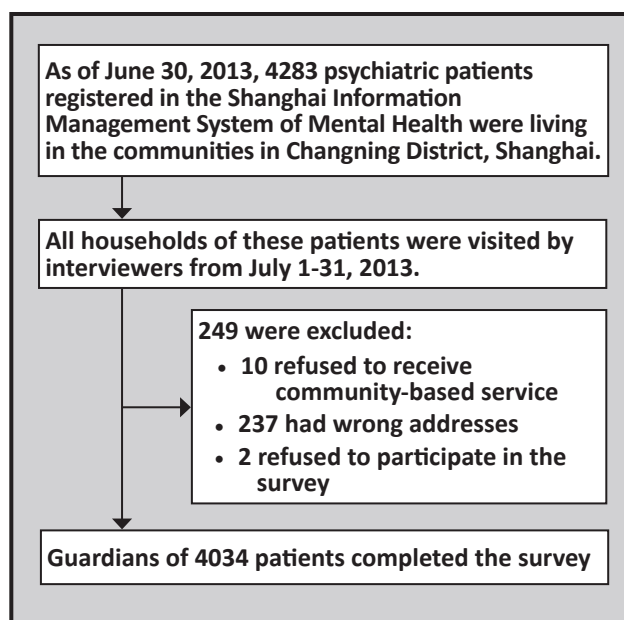 As of June 30, 2013, 4283 psychiatric patients
registered in the Shanghai Information
Management System of Mental Health were living
in the communities in Changning District, Shanghai.
All households of these patients were visited by
interviewers from July 1-31, 2013.
249 were excluded:
• 10 refused to receive
community-based service
• 237 had wrong addresses
• 2 refused to participate in the
survey
Guardians of 4034 patients completed the survey